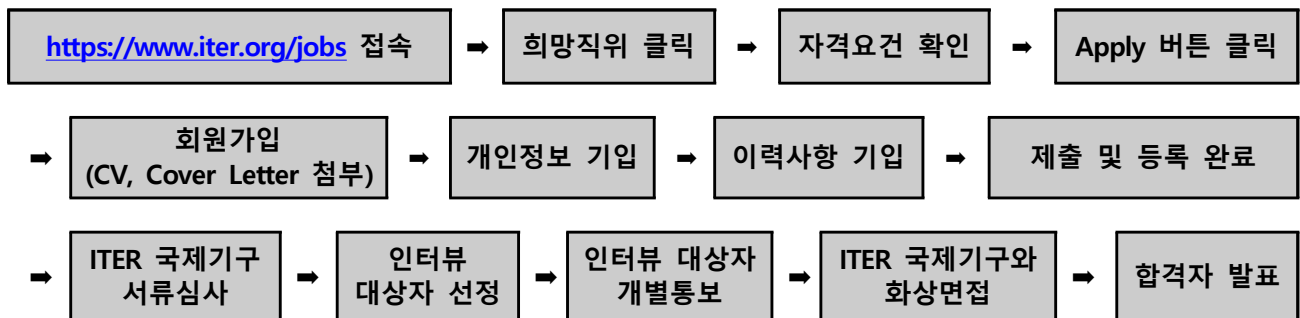 https://www.iter.org/jobs 접속 ➡ 희망직위 클릭 ➡ 자격요건 확인 ➡ Apply 버튼 클릭
➡ 회원가입 ➡ 개인정보 기입 ➡ 이력사항 기입 ➡ 제출 및 등록 완료
(CV, Cover Letter 첨부)
➡ ITER 국제기구 ➡ 인터뷰 ➡ 인터뷰 대상자 ➡ ITER 국제기구와 ➡ 합격자 발표
서류심사 대상자 선정 개별통보 화상면접